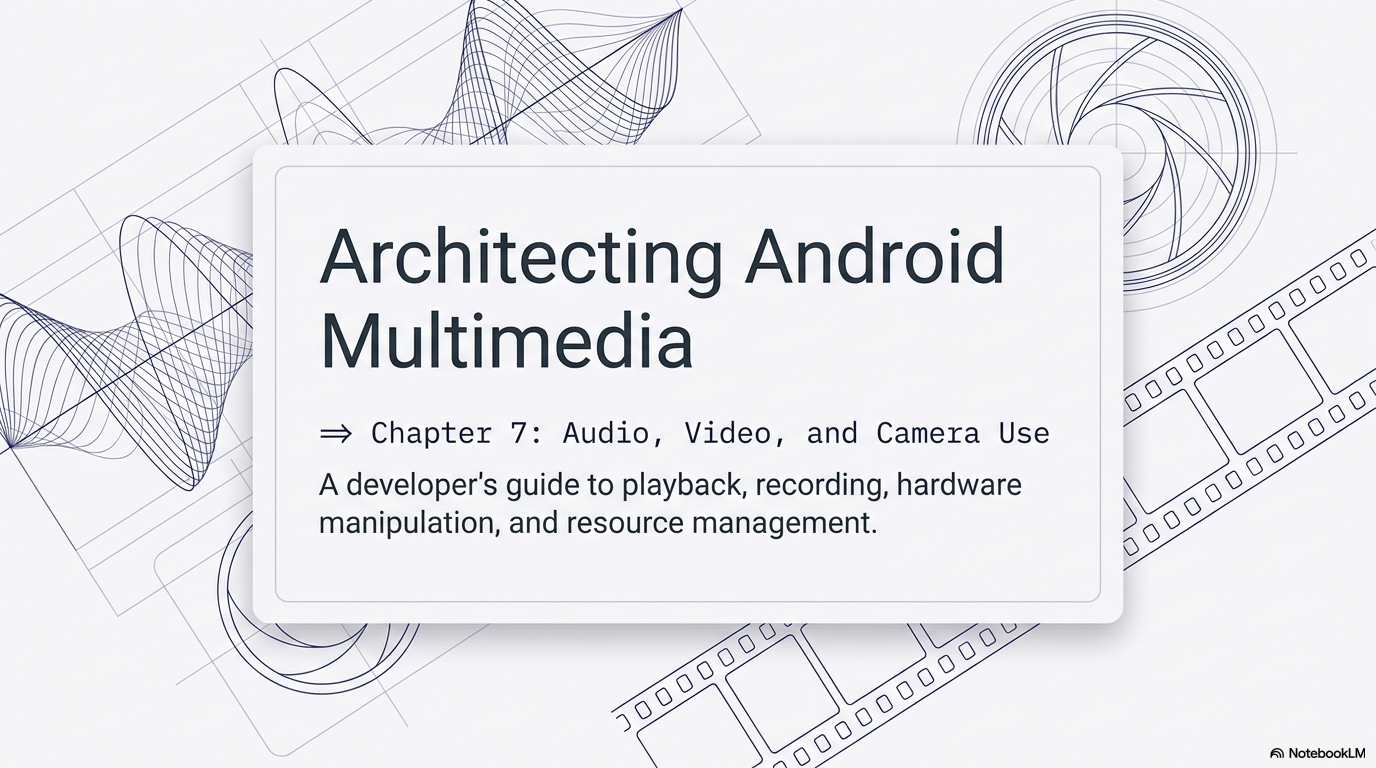 Architecting Android
Multimedia
⇒ Chapter 7: Audio, Video, and Camera Use
A developer's guide to playback, recording, hardware
manipulation, and resource management.
NotebookLM